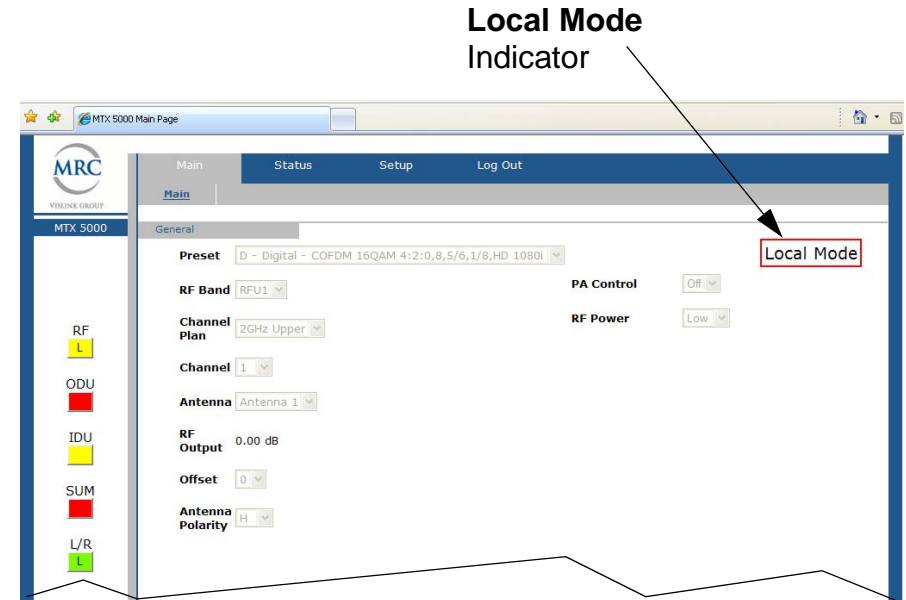 Local Mode
Indicator
MTX 5000 Main Page
MRC
VISLINK GROUP
Main Status Setup Log Out
Main
MTX 5000
General
Local Mode
Preset D - Digital - COFDM 16QAM 4:2:0,8,5/6,1/8,HD 1080i
RF Band RFU1
PA Control Off
Channel Plan 2GHz Upper
RF Power Low
Channel 1
Antenna Antenna 1
RF Output 0.00 dB
Offset 0
Antenna Polarity H
RF
L
ODU
IDU
SUM
L/R
L